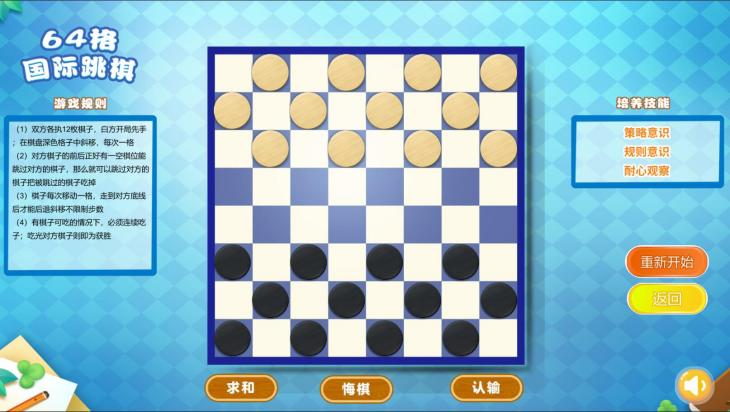 64格
国际跳棋
游戏规则
（1）双方各执12枚棋子，白方开局先手
；在棋盘深色格子中斜移，每次一格
（2）对方棋子的前后正好有一空棋位能
跳过对方的棋子，那么就可以跳过对方的
棋子把被跳过的棋子吃掉
（3）棋子每次移动一格，走到对方底线
后才能后退斜移不限制步数
（4）有棋子可吃的情况下，必须连续吃
子；吃光对方棋子则即为获胜
培养技能
策略意识
规则意识
耐心观察
重新开始
返回
求和
悔棋
认输